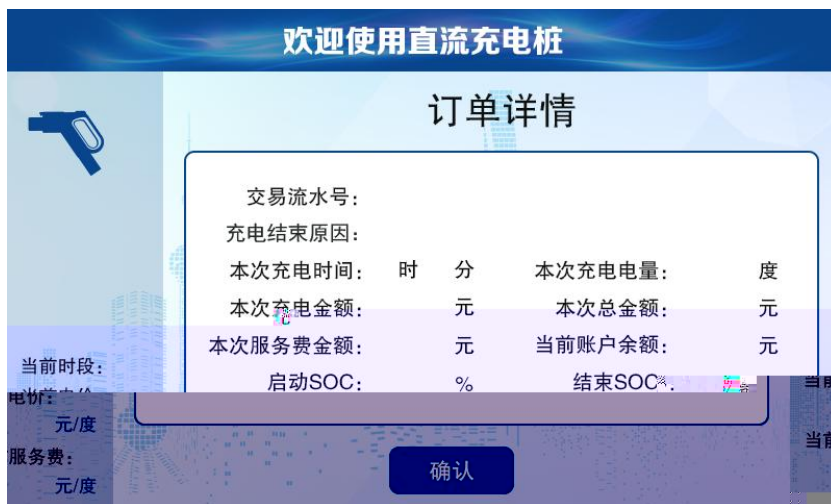 欢迎使用直流充电桩
订单详情
交易流水号：
充电结束原因：
本次充电时间： 时 分 本次充电电量： 度
本次充电金额： 元 本次总金额： 元
本次服务费金额： 元 当前账户余额： 元
当前时段：
启动SOC： % 结束SOC：
电价：
元/度
服务费：
元/度
确认
当前